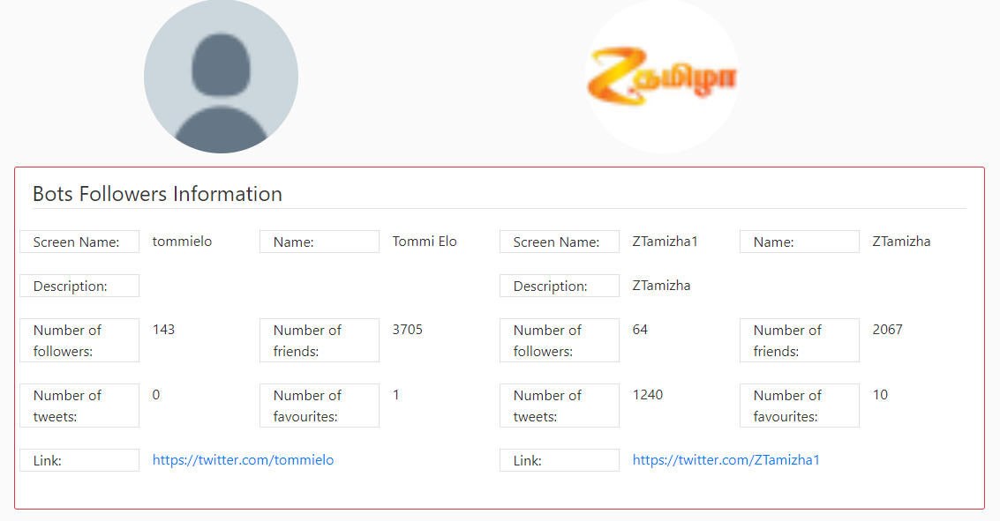 Zதமிழா
Bots Followers Information
Screen Name: tommielo Name: Tommi Elo Screen Name: ZTamizha1 Name: ZTamizha
Description: Description: ZTamizha
Number of followers: 143 Number of friends: 3705 Number of followers: 64 Number of friends: 2067
Number of tweets: 0 Number of favourites: 1 Number of tweets: 1240 Number of favourites: 10
Link: https://twitter.com/tommielo Link: https://twitter.com/ZTamizha1